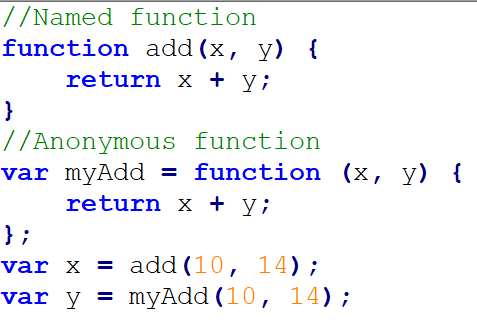 //Named function
function add(x, y) {
    return x + y;
}
//Anonymous function
var myAdd = function (x, y) {
    return x + y;
};
var x = add(10, 14);
var y = myAdd(10, 14);